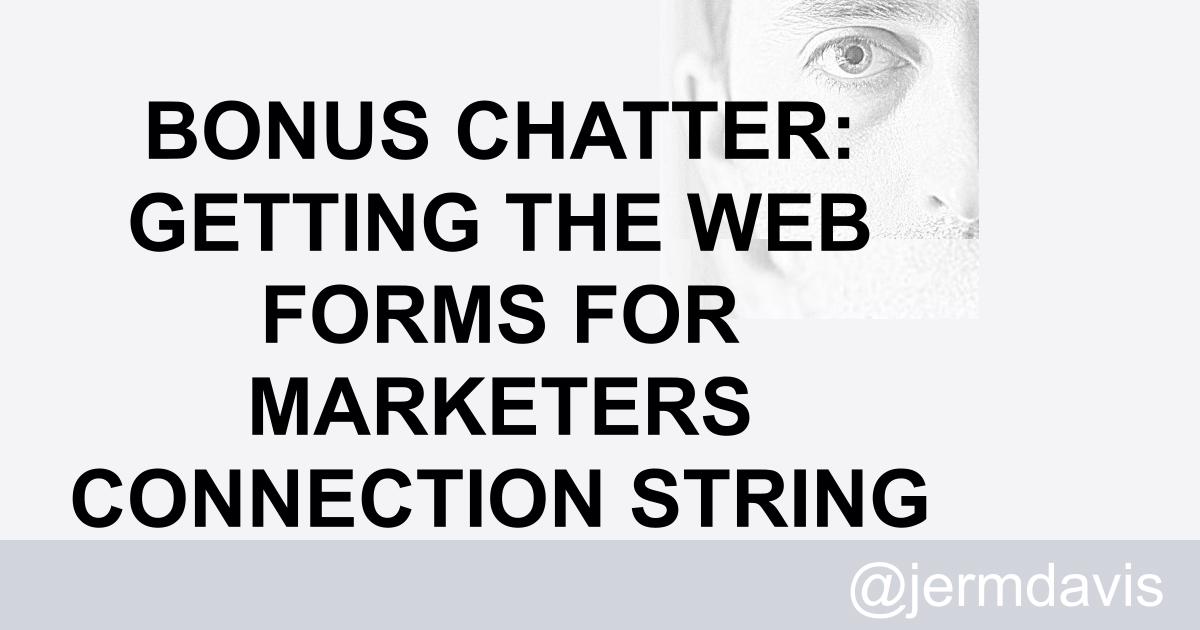 BONUS CHATTER:
GETTING THE WEB
FORMS FOR
MARKETERS
CONNECTION STRING
@jermdavis